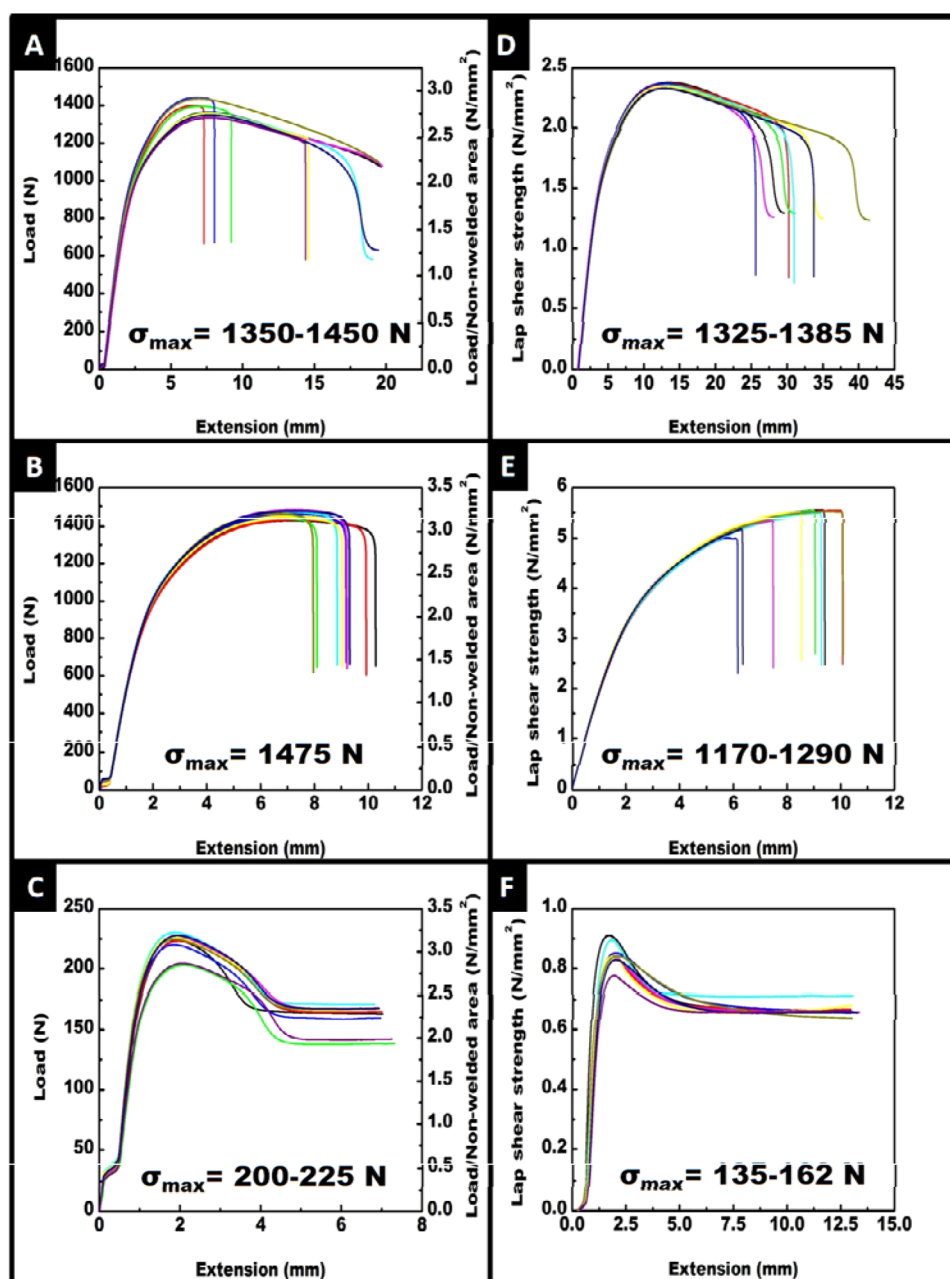 A
Load (N)
1600
1400
1200
1000
800
600
400
200
0
σmax= 1350-1450 N
0 5 10 15 20
Extension (mm)
3.0
2.5
2.0
1.5
1.0
0.5
0.0
Load/Non-nwelded area (N/mm²)
D
Lap shear strength (N/mm²)
2.5
2.0
1.5
1.0
0.5
0.0
σmax= 1325-1385 N
5 10 15 20 25 30 35 40 45
Extension (mm)
B
Load (N)
1600
1400
1200
1000
800
600
400
200
0
σmax= 1475 N
0 2 4 6 8 10 12
Extension (mm)
3.5
3.0
2.5
2.0
1.5
1.0
0.5
0.0
Load/Non-welded area (N/mm²)
E
Lap shear strength (N/mm²)
6
5
4
3
2
1
0
σmax= 1170-1290 N
0 2 4 6 8 10 12
Extension (mm)
C
Load (N)
250
200
150
100
50
0
σmax= 200-225 N
0 2 4 6 8
Extension (mm)
3.5
3.0
2.5
2.0
1.5
1.0
0.5
0.0
Load/Non-welded area (N/mm²)
F
Lap shear strength (N/mm²)
1.0
0.8
0.6
0.4
0.2
0.0
σmax= 135-162 N
0.0 2.5 5.0 7.5 10.0 12.5 15.0
Extension (mm)